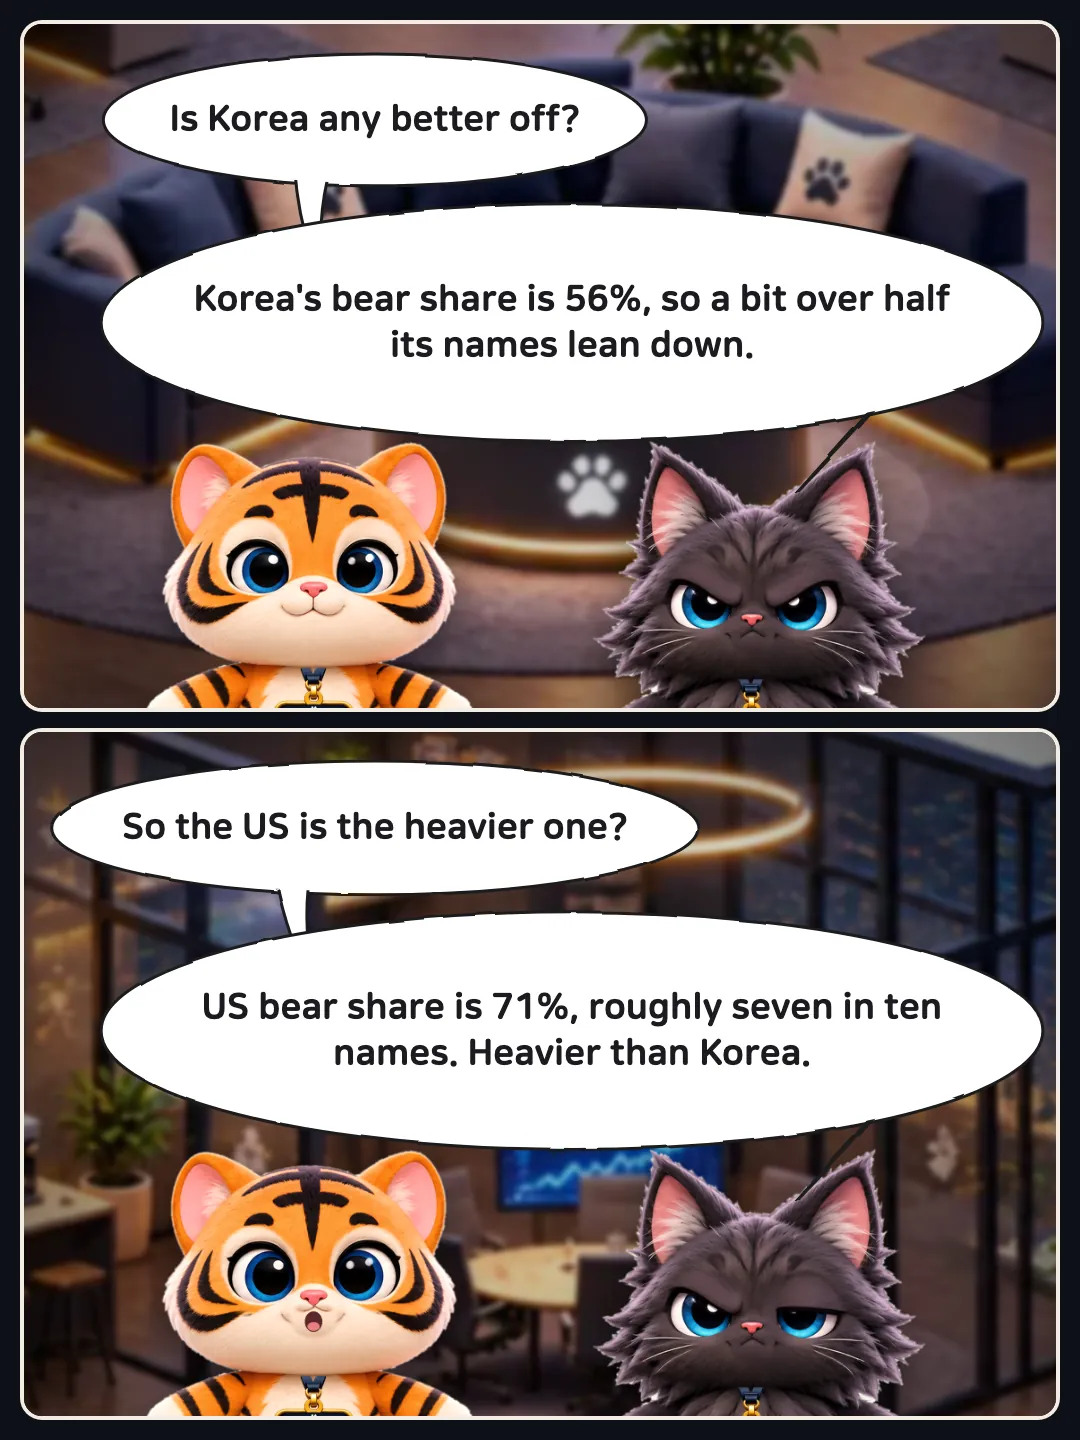 Is Korea any better off?
Korea's bear share is 56%, so a bit over half
its names lean down.
So the US is the heavier one?
US bear share is 71%, roughly seven in ten
names. Heavier than Korea.